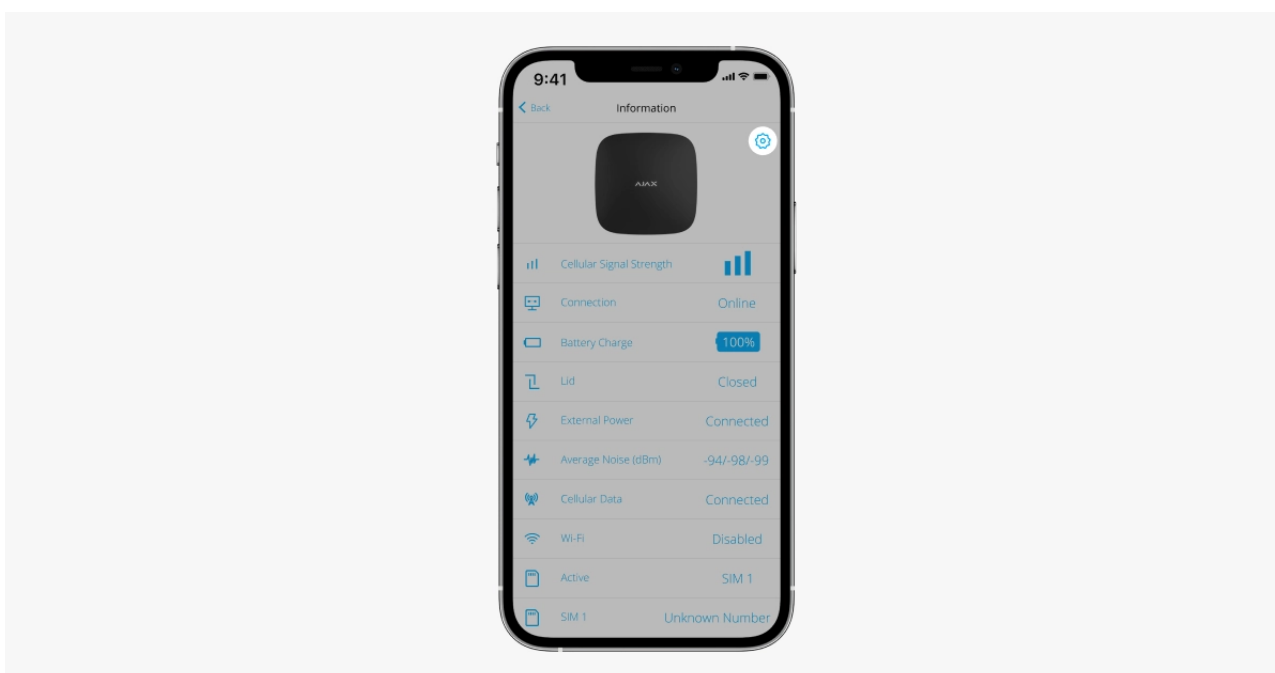 9:41
Back
Information
AJAX
Cellular Signal Strength
Connection Online
Battery Charge 100%
Lid Closed
External Power Connected
Average Noise (dBm) -94/-98/-99
Cellular Data Connected
Wi-Fi Disabled
Active SIM 1
SIM 1 Unknown Number